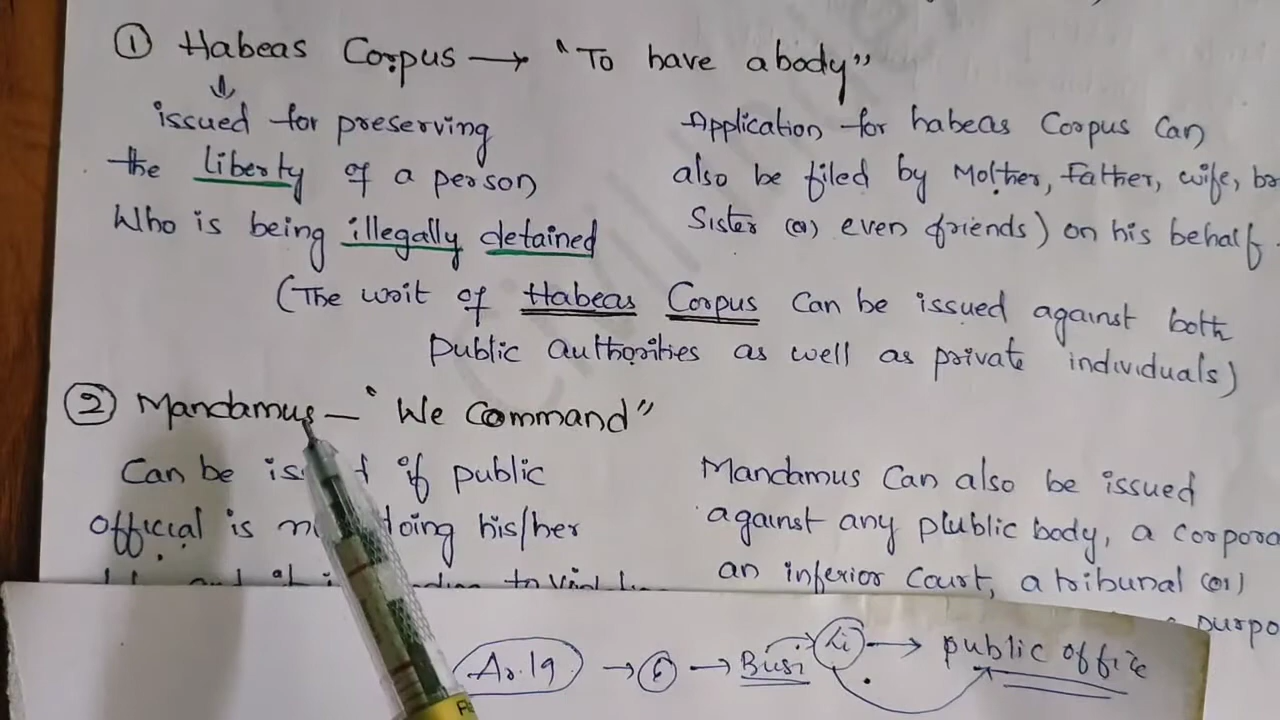 ① Habeas Corpus → "To have a body"
issued for preserving
the liberty of a person
Who is being illegally detained
Application for habeas Corpus Can
also be filed by Mother, Father, wife,
Sister (or) even friends) on his behalf.
(The writ of Habeas Corpus Can be issued against both
Public authorities as well as private individuals)
② Mandamus – "We Command"
Can be if public
official is doing his/her
Mandamus Can also be issued
against any plublic body, a
an inferior Court, a tribunal (or)
Ar.19 → 6 → Busi Li → public office